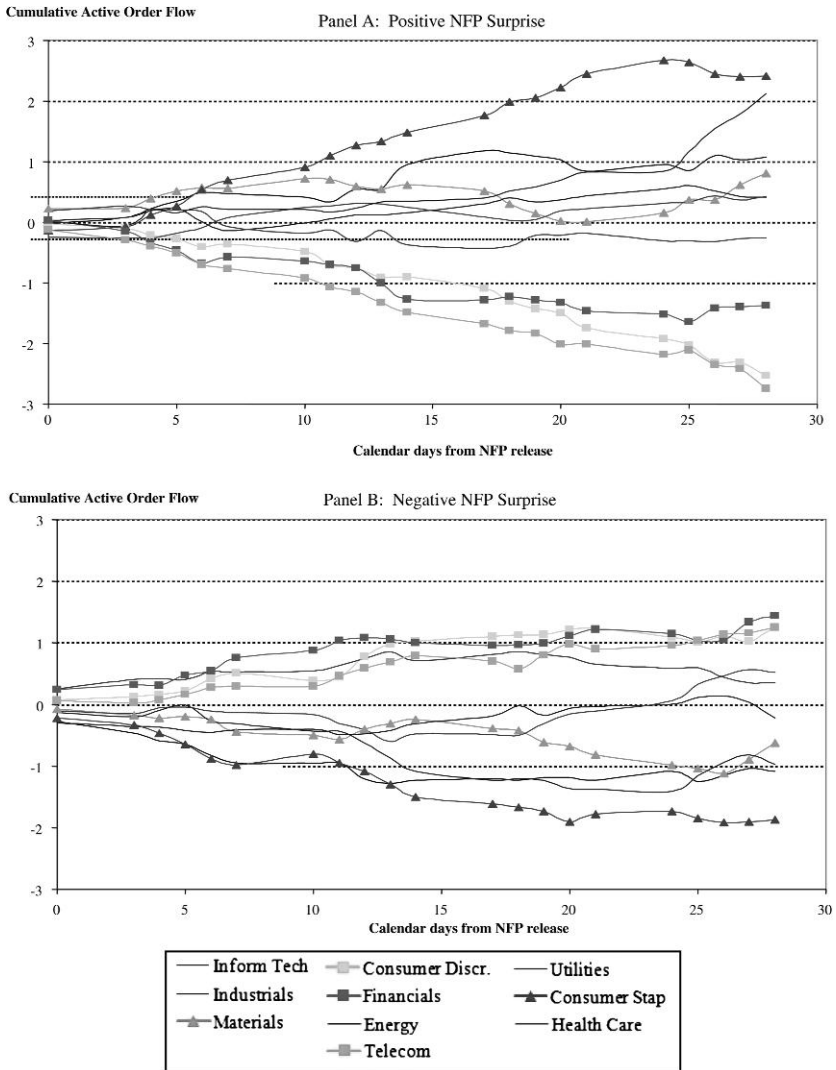 Cumulative Active Order Flow
Panel A: Positive NFP Surprise
3
2
1
0
-1
-2
-3
0 5 10 15 20 25 30
Calendar days from NFP release
Cumulative Active Order Flow
Panel B: Negative NFP Surprise
3
2
1
0
-1
-2
-3
0 5 10 15 20 25 30
Calendar days from NFP release
Inform Tech Consumer Discr. Utilities
Industrials Financials Consumer Stap
Materials Energy Health Care
Telecom